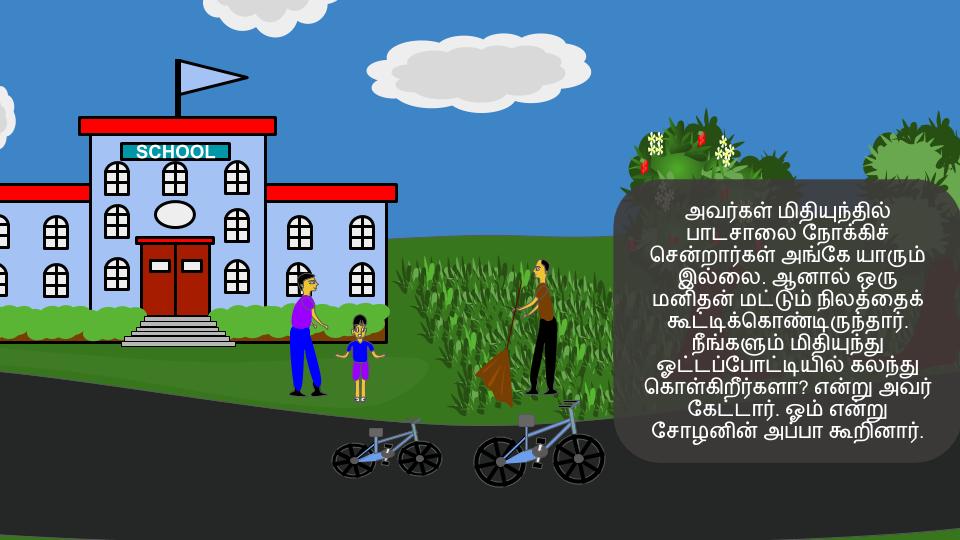 SCHOOL
அவர்கள் மிதியுந்தில்
பாடசாலை நோக்கிச்
சென்றார்கள் அங்கே யாரும்
இல்லை. ஆனால் ஒரு
மனிதன் மட்டும் நிலத்தைக்
கூட்டிக்கொண்டிருந்தார்.
நீங்களும் மிதியுந்து
ஓட்டப்போட்டியில் கலந்து
கொள்கிறீர்களா? என்று அவர்
கேட்டார். ஓம் என்று
சோழனின் அப்பா கூறினார்.